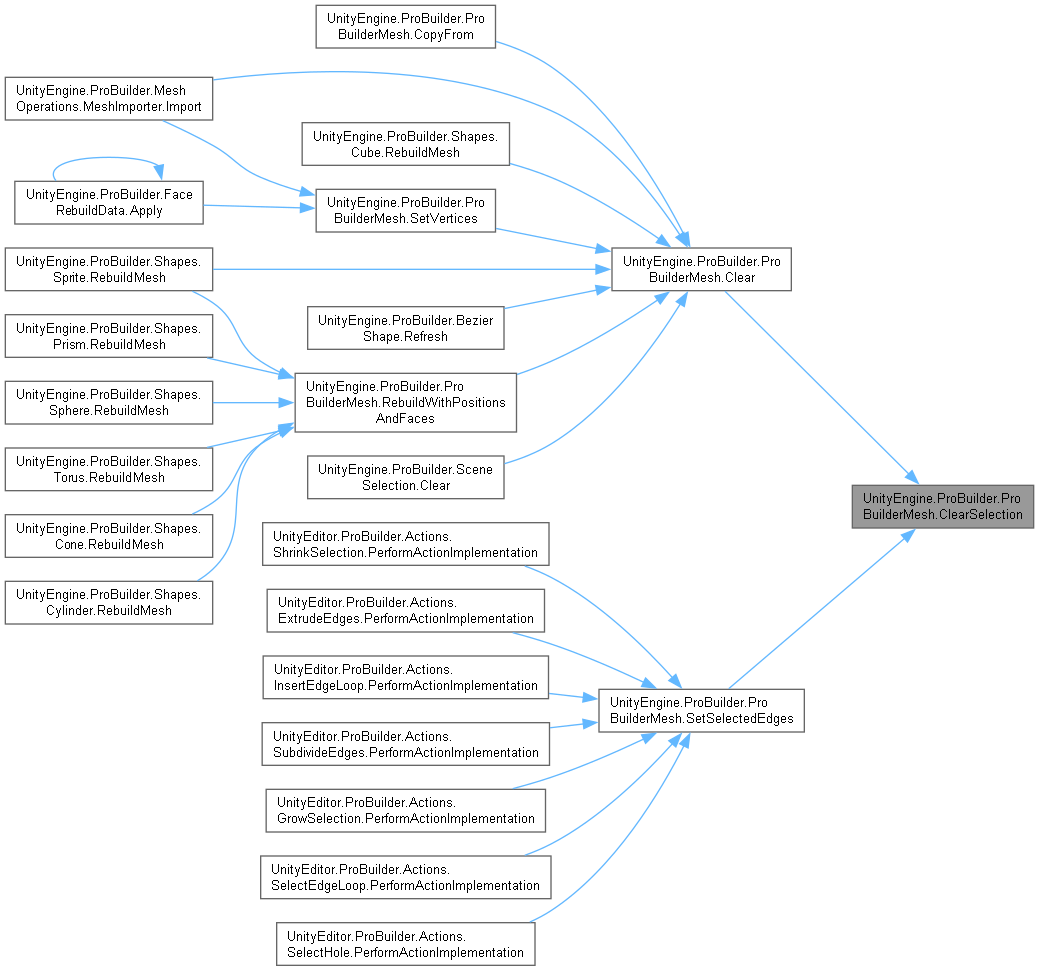 UnityEngine.ProBuilder.Pro
BuilderMesh.CopyFrom
UnityEngine.ProBuilder.Mesh
Operations.MeshImporter.Import
UnityEngine.ProBuilder.Shapes.
Cube.RebuildMesh
UnityEngine.ProBuilder.Face
RebuildData.Apply
UnityEngine.ProBuilder.Pro
BuilderMesh.SetVertices
UnityEngine.ProBuilder.Shapes.
Sprite.RebuildMesh
UnityEngine.ProBuilder.Pro
BuilderMesh.Clear
UnityEngine.ProBuilder.Shapes.
Prism.RebuildMesh
UnityEngine.ProBuilder.Bezier
Shape.Refresh
UnityEngine.ProBuilder.Shapes.
Sphere.RebuildMesh
UnityEngine.ProBuilder.Pro
BuilderMesh.RebuildWithPositions
AndFaces
UnityEngine.ProBuilder.Shapes.
Torus.RebuildMesh
UnityEngine.ProBuilder.Scene
Selection.Clear
UnityEngine.ProBuilder.Pro
BuilderMesh.ClearSelection
UnityEngine.ProBuilder.Shapes.
Cone.RebuildMesh
UnityEditor.ProBuilder.Actions.
ShrinkSelection.PerformActionImplementation
UnityEngine.ProBuilder.Shapes.
Cylinder.RebuildMesh
UnityEditor.ProBuilder.Actions.
ExtrudeEdges.PerformActionImplementation
UnityEditor.ProBuilder.Actions.
InsertEdgeLoop.PerformActionImplementation
UnityEngine.ProBuilder.Pro
BuilderMesh.SetSelectedEdges
UnityEditor.ProBuilder.Actions.
SubdivideEdges.PerformActionImplementation
UnityEditor.ProBuilder.Actions.
GrowSelection.PerformActionImplementation
UnityEditor.ProBuilder.Actions.
SelectEdgeLoop.PerformActionImplementation
UnityEditor.ProBuilder.Actions.
SelectHole.PerformActionImplementation